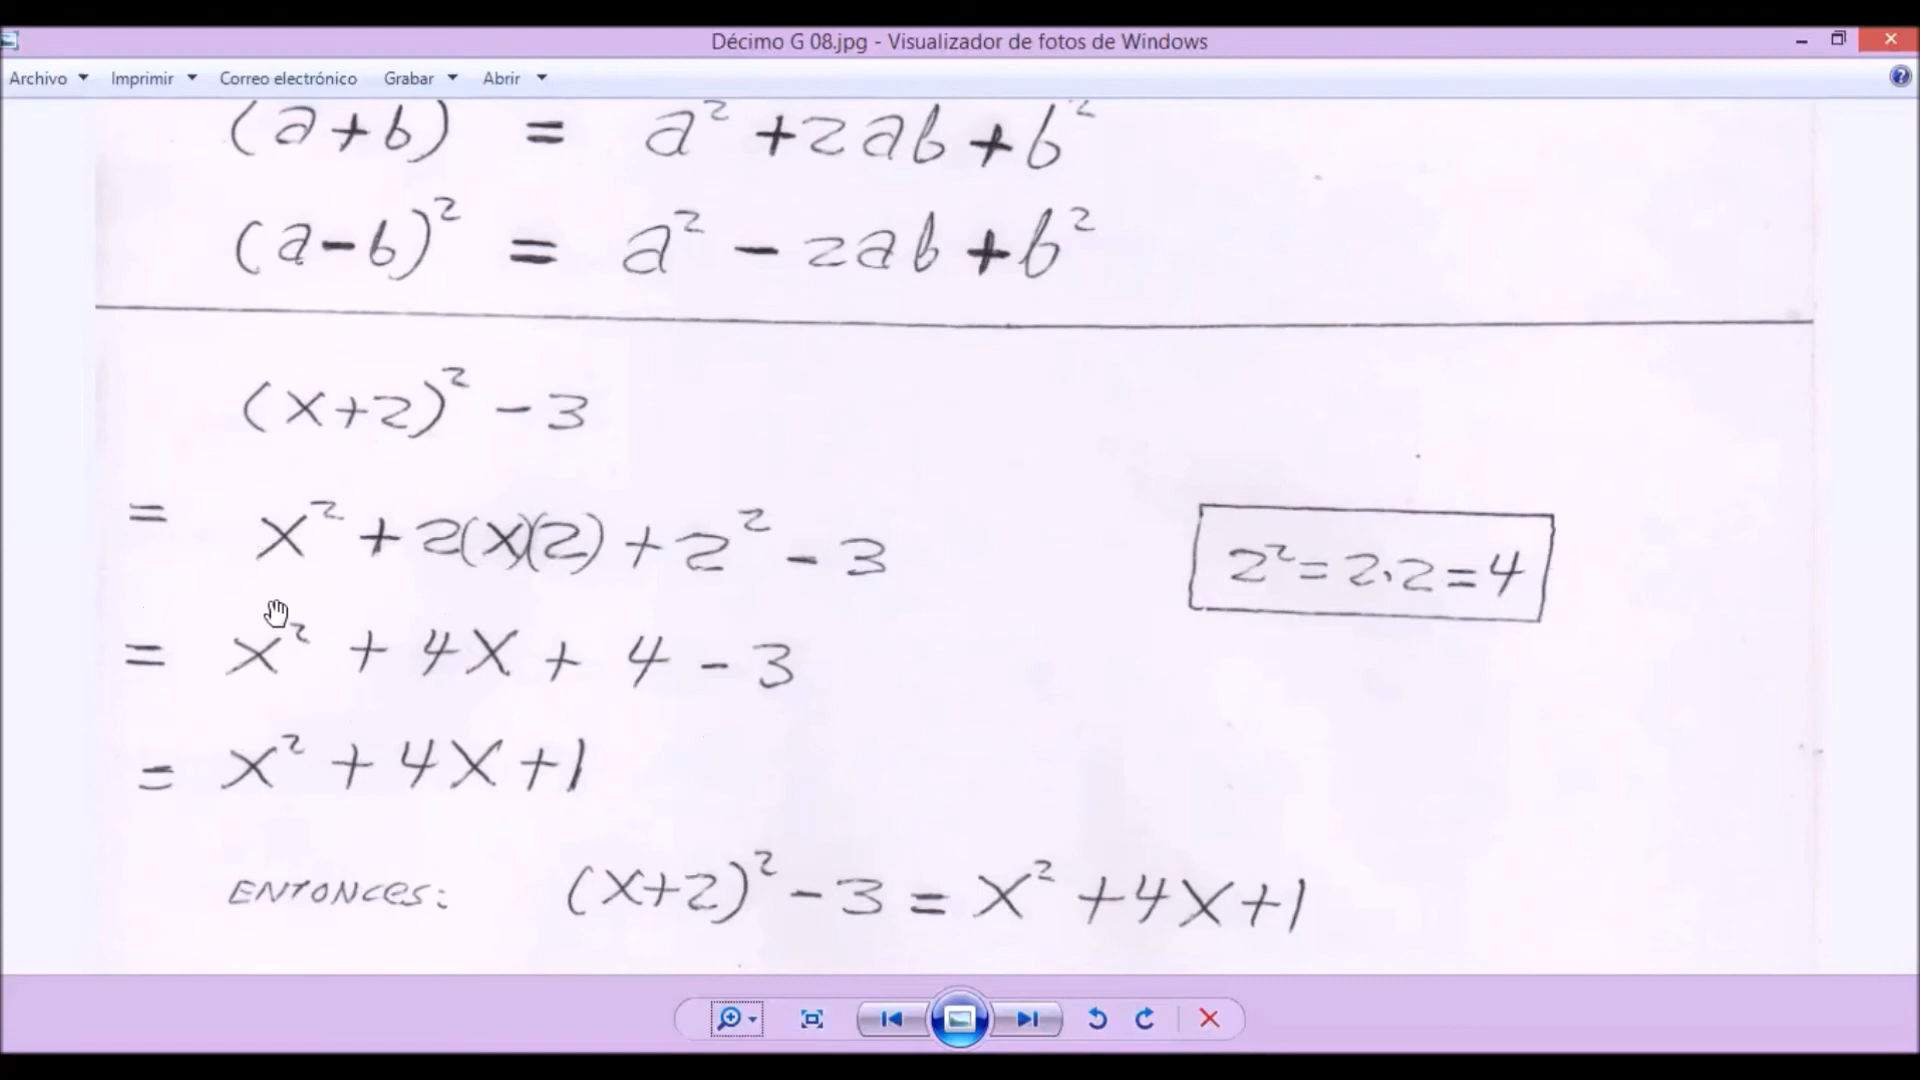 Décimo G 08.jpg - Visualizador de fotos de Windows
Archivo Imprimir Correo electrónico Grabar Abrir
(a+b) = a² +2ab+b²
(a-b)² = a² - 2ab+b²
(x+2)² - 3
= x² + 2(x)(2) + 2² - 3
2² = 2·2 = 4
= x² + 4x + 4 - 3
= x² + 4x +1
ENTONCES: (x+2)² - 3 = x² +4x+1